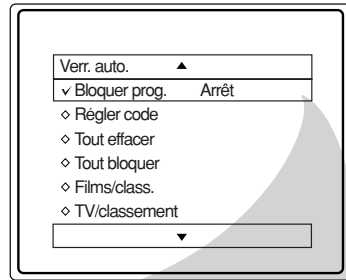 Verr. auto.
Bloquer prog. Arrêt
Régler code
Tout effacer
Tout bloquer
Films/class.
TV/classement